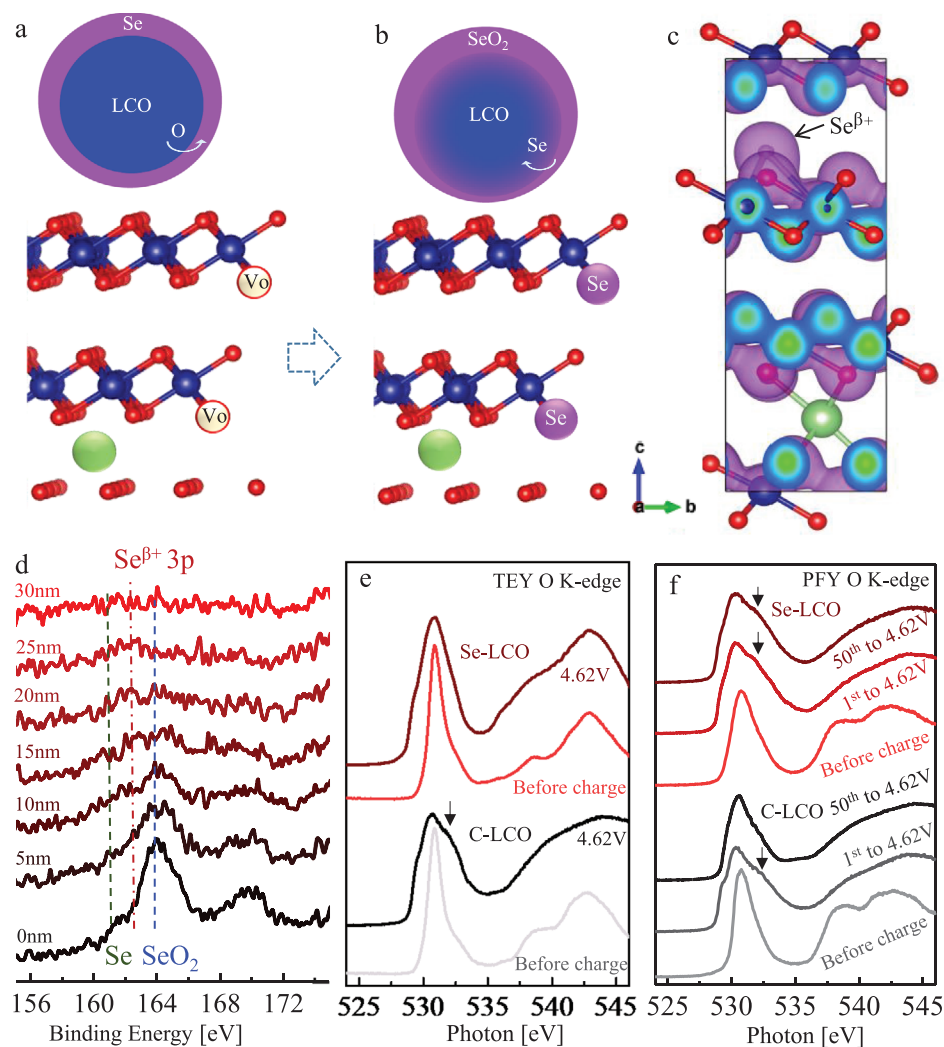 a
Se
LCO
O
Vo
Vo
b
SeO₂
LCO
Se
Se
Se
c
b
a
c
Se^β+
d
Se^β+ 3p
30nm
25nm
20nm
15nm
10nm
5nm
0nm
Se
SeO₂
156 160 164 168 172
Binding Energy [eV]
e
TEY O K-edge
Se-LCO
4.62V
Before charge
C-LCO
4.62V
Before charge
525 530 535 540 545
Photon [eV]
f
PFY O K-edge
Se-LCO
50th to 4.62V
1st to 4.62V
Before charge
C-LCO
50th to 4.62V
1st to 4.62V
Before charge
525 530 535 540 545
Photon [eV]